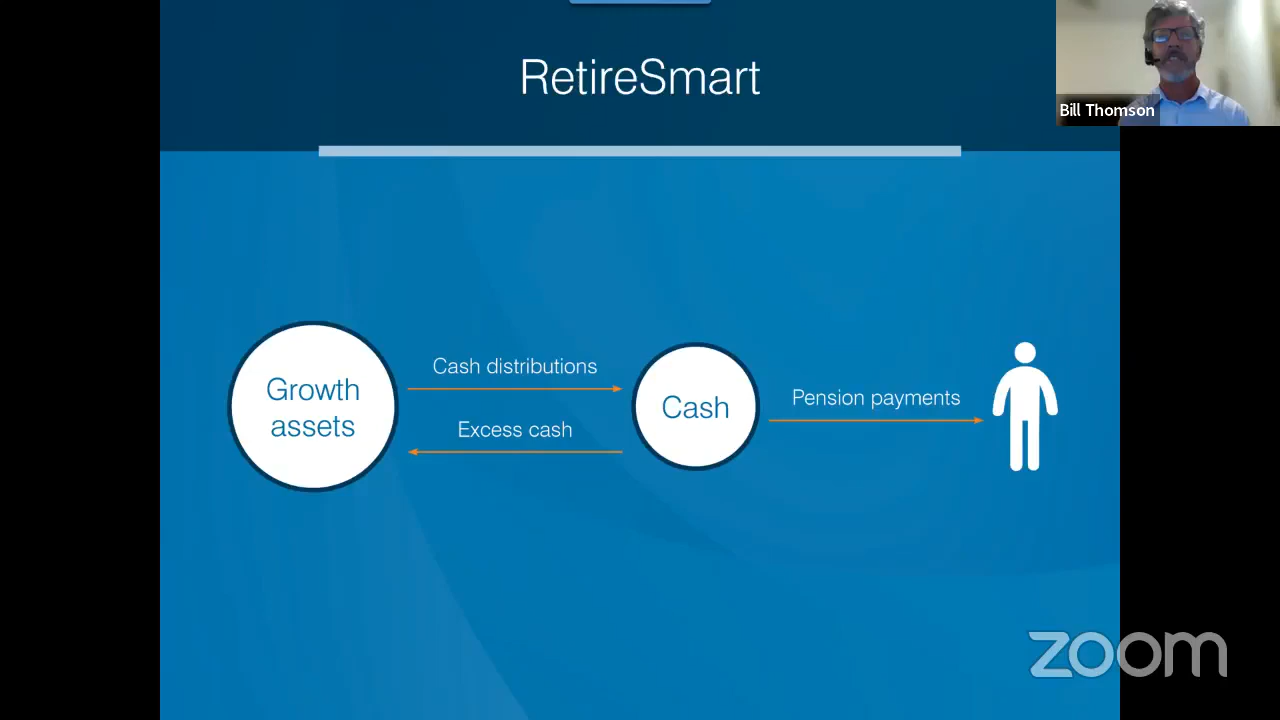 RetireSmart
Bill Thomson
Growth
assets
Cash distributions
Excess cash
Cash
Pension payments
zoom